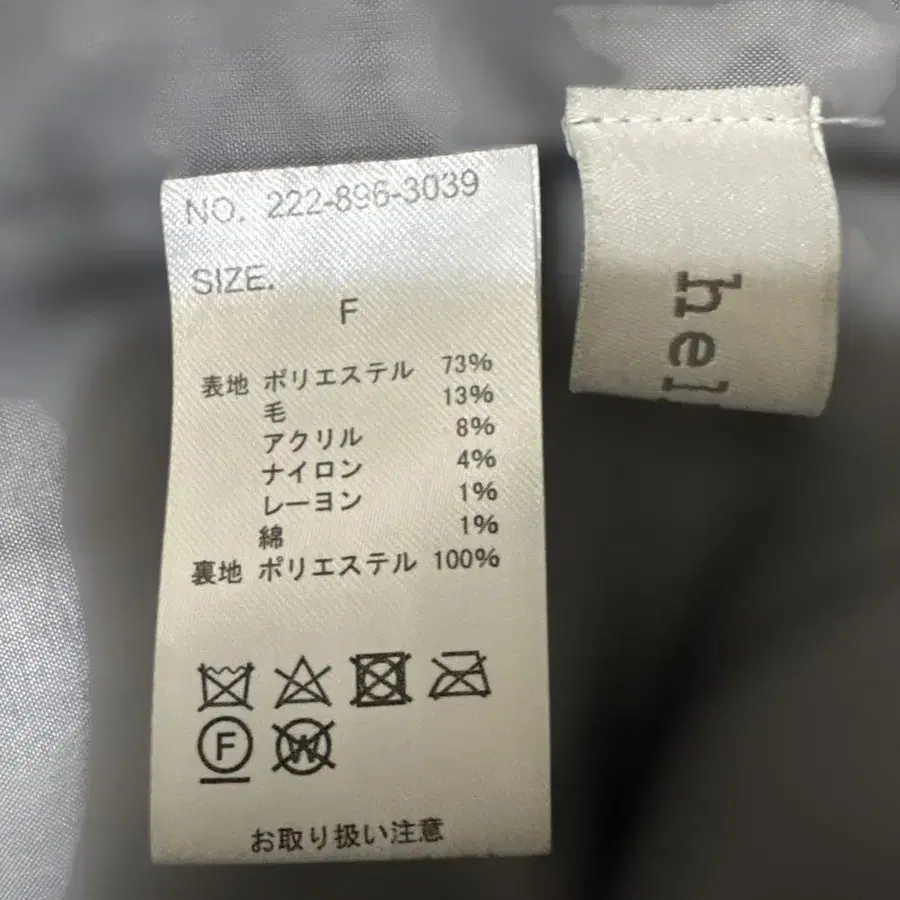 NO. 222-896-3039
SIZE.
F
表地 ポリエステル 73%
毛 13%
アクリル 8%
ナイロン 4%
レーヨン 1%
綿 1%
裏地 ポリエステル 100%
F
W
お取り扱い注意